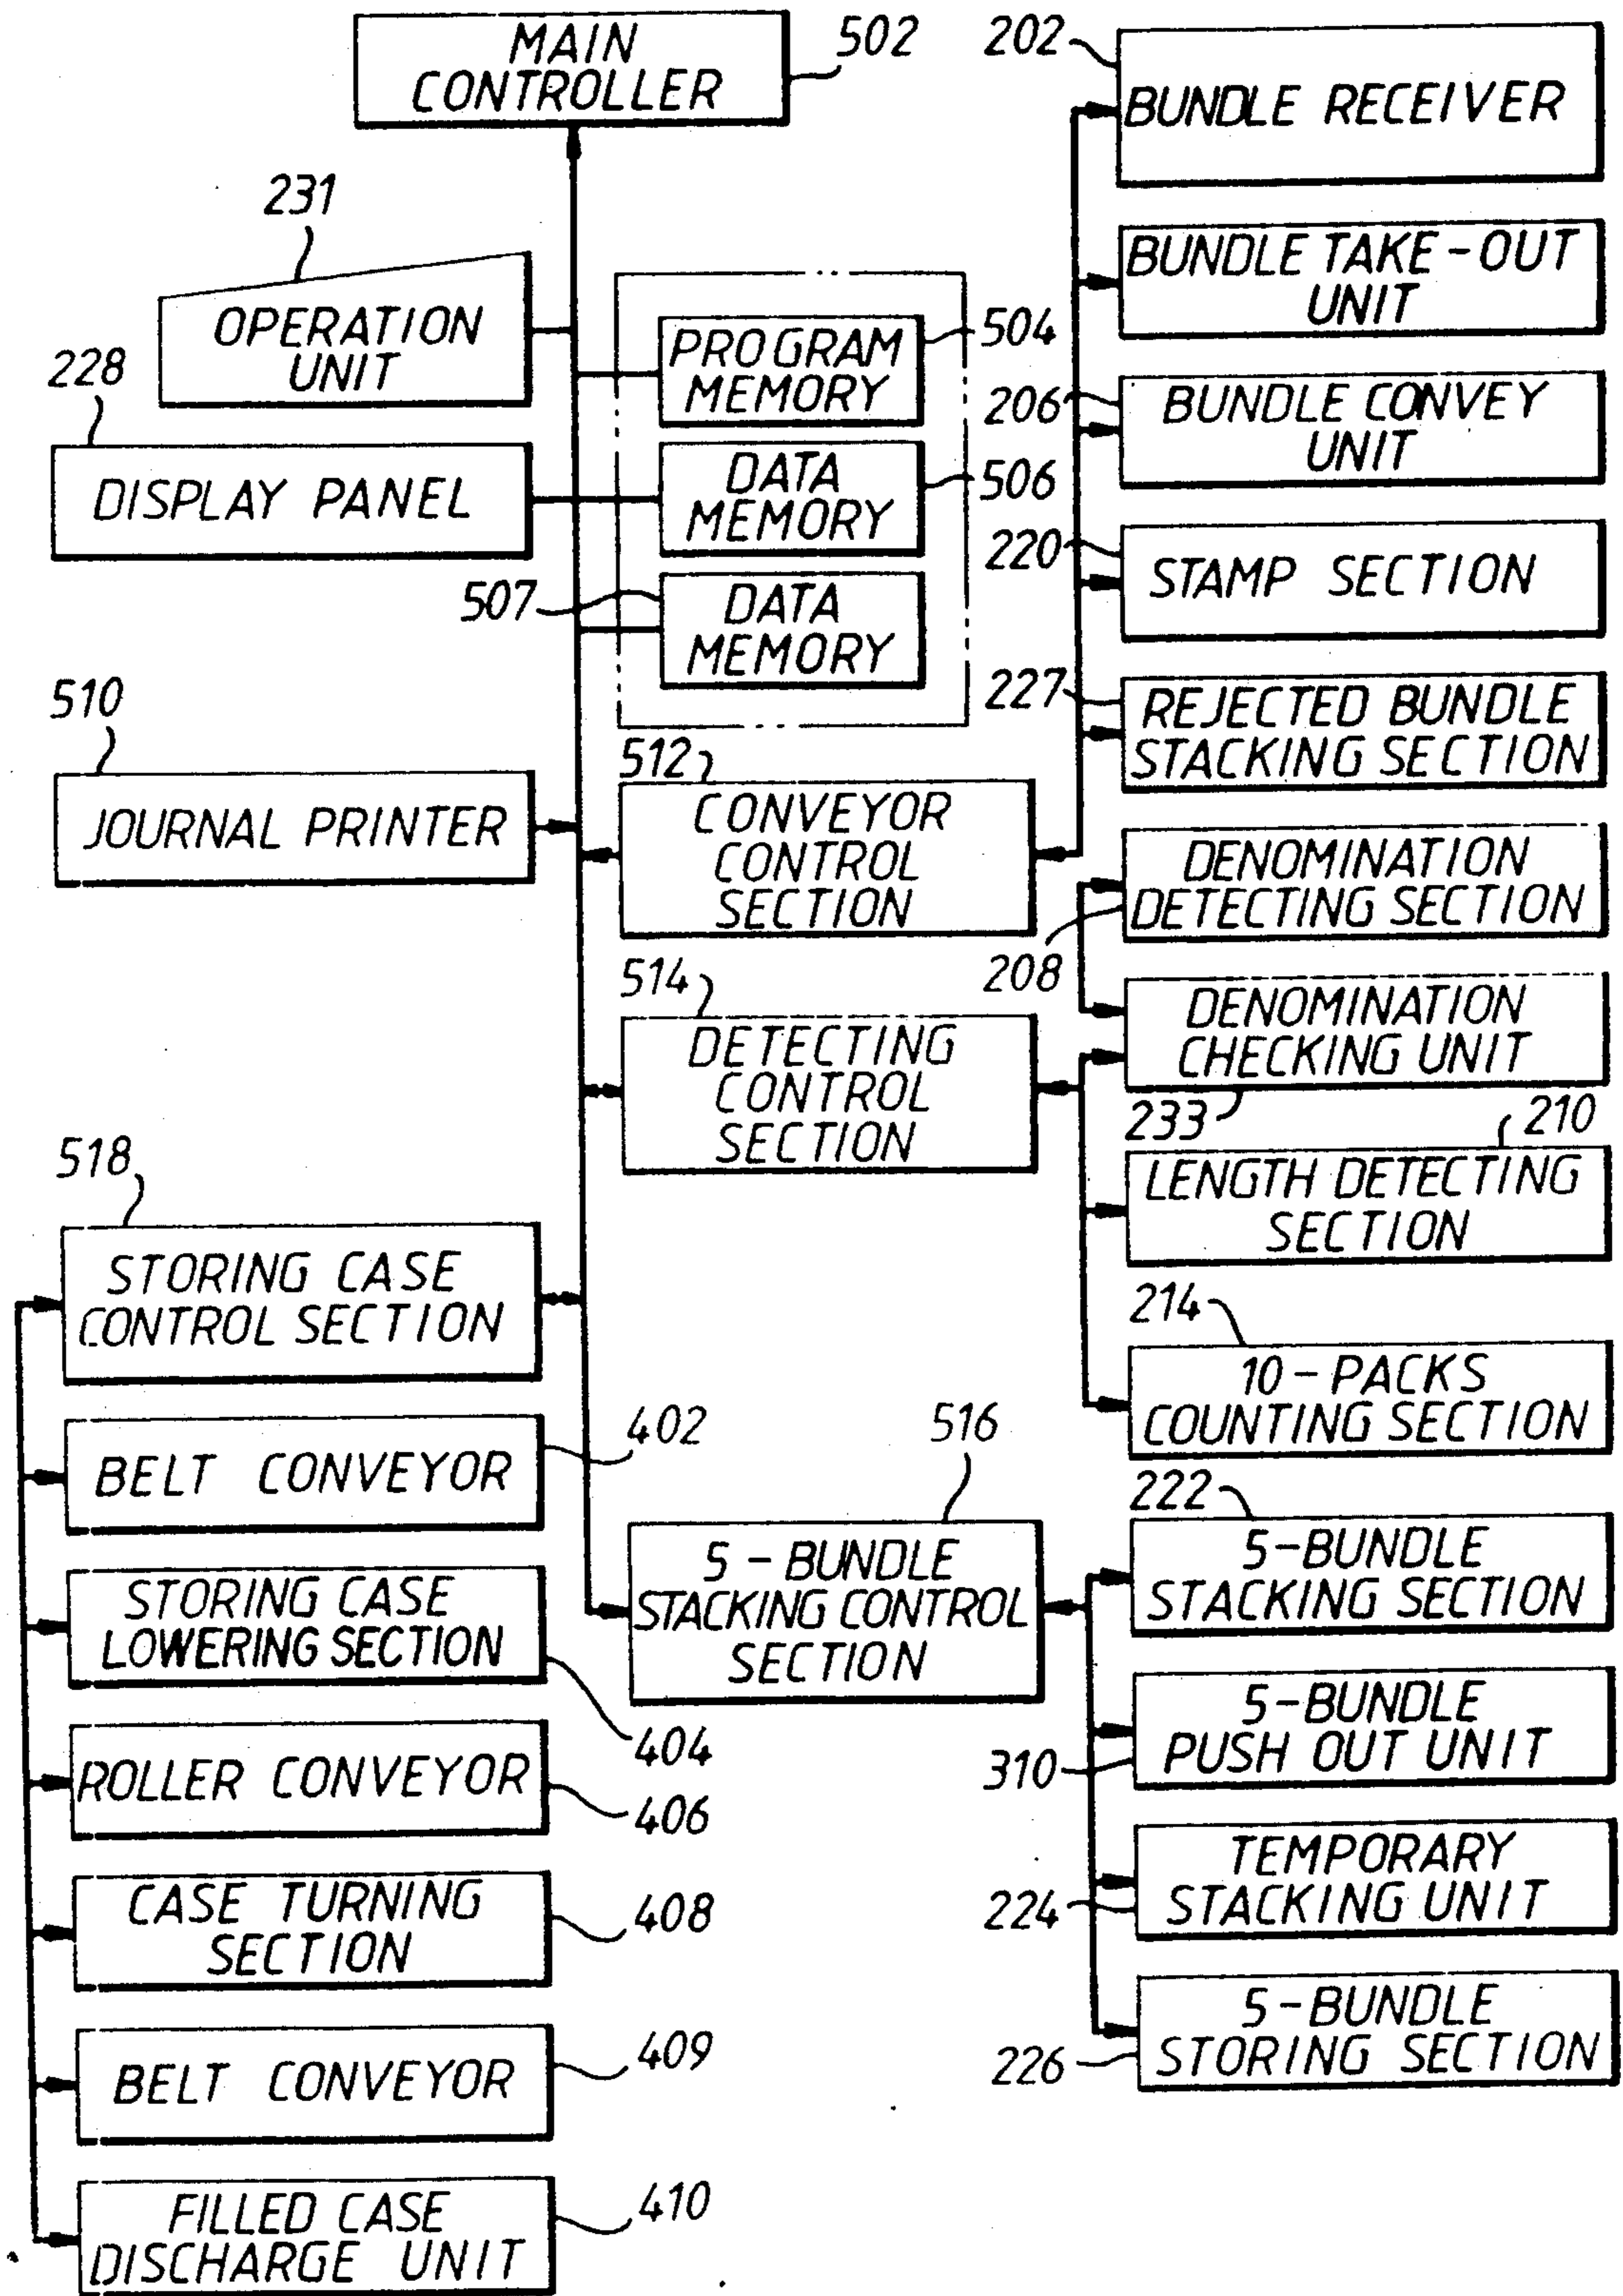 MAIN
CONTROLLER
502
231
OPERATION
UNIT
228
DISPLAY PANEL
PROGRAM
MEMORY
504
DATA
MEMORY
506
507
DATA
MEMORY
510
JOURNAL PRINTER
512
CONVEYOR
CONTROL
SECTION
514
DETECTING
CONTROL
SECTION
518
STORING CASE
CONTROL SECTION
402
BELT CONVEYOR
STORING CASE
LOWERING SECTION
404
ROLLER CONVEYOR
406
CASE TURNING
SECTION
408
BELT CONVEYOR
409
FILLED CASE
DISCHARGE UNIT
410
516
5-BUNDLE
STACKING CONTROL
SECTION
202
BUNDLE RECEIVER
BUNDLE TAKE-OUT
UNIT
206
BUNDLE CONVEY
UNIT
220
STAMP SECTION
227
REJECTED BUNDLE
STACKING SECTION
DENOMINATION
DETECTING SECTION
208
DENOMINATION
CHECKING UNIT
233
210
LENGTH DETECTING
SECTION
214
10-PACKS
COUNTING SECTION
222
5-BUNDLE
STACKING SECTION
5-BUNDLE
PUSH OUT UNIT
310
TEMPORARY
STACKING UNIT
224
5-BUNDLE
STORING SECTION
226